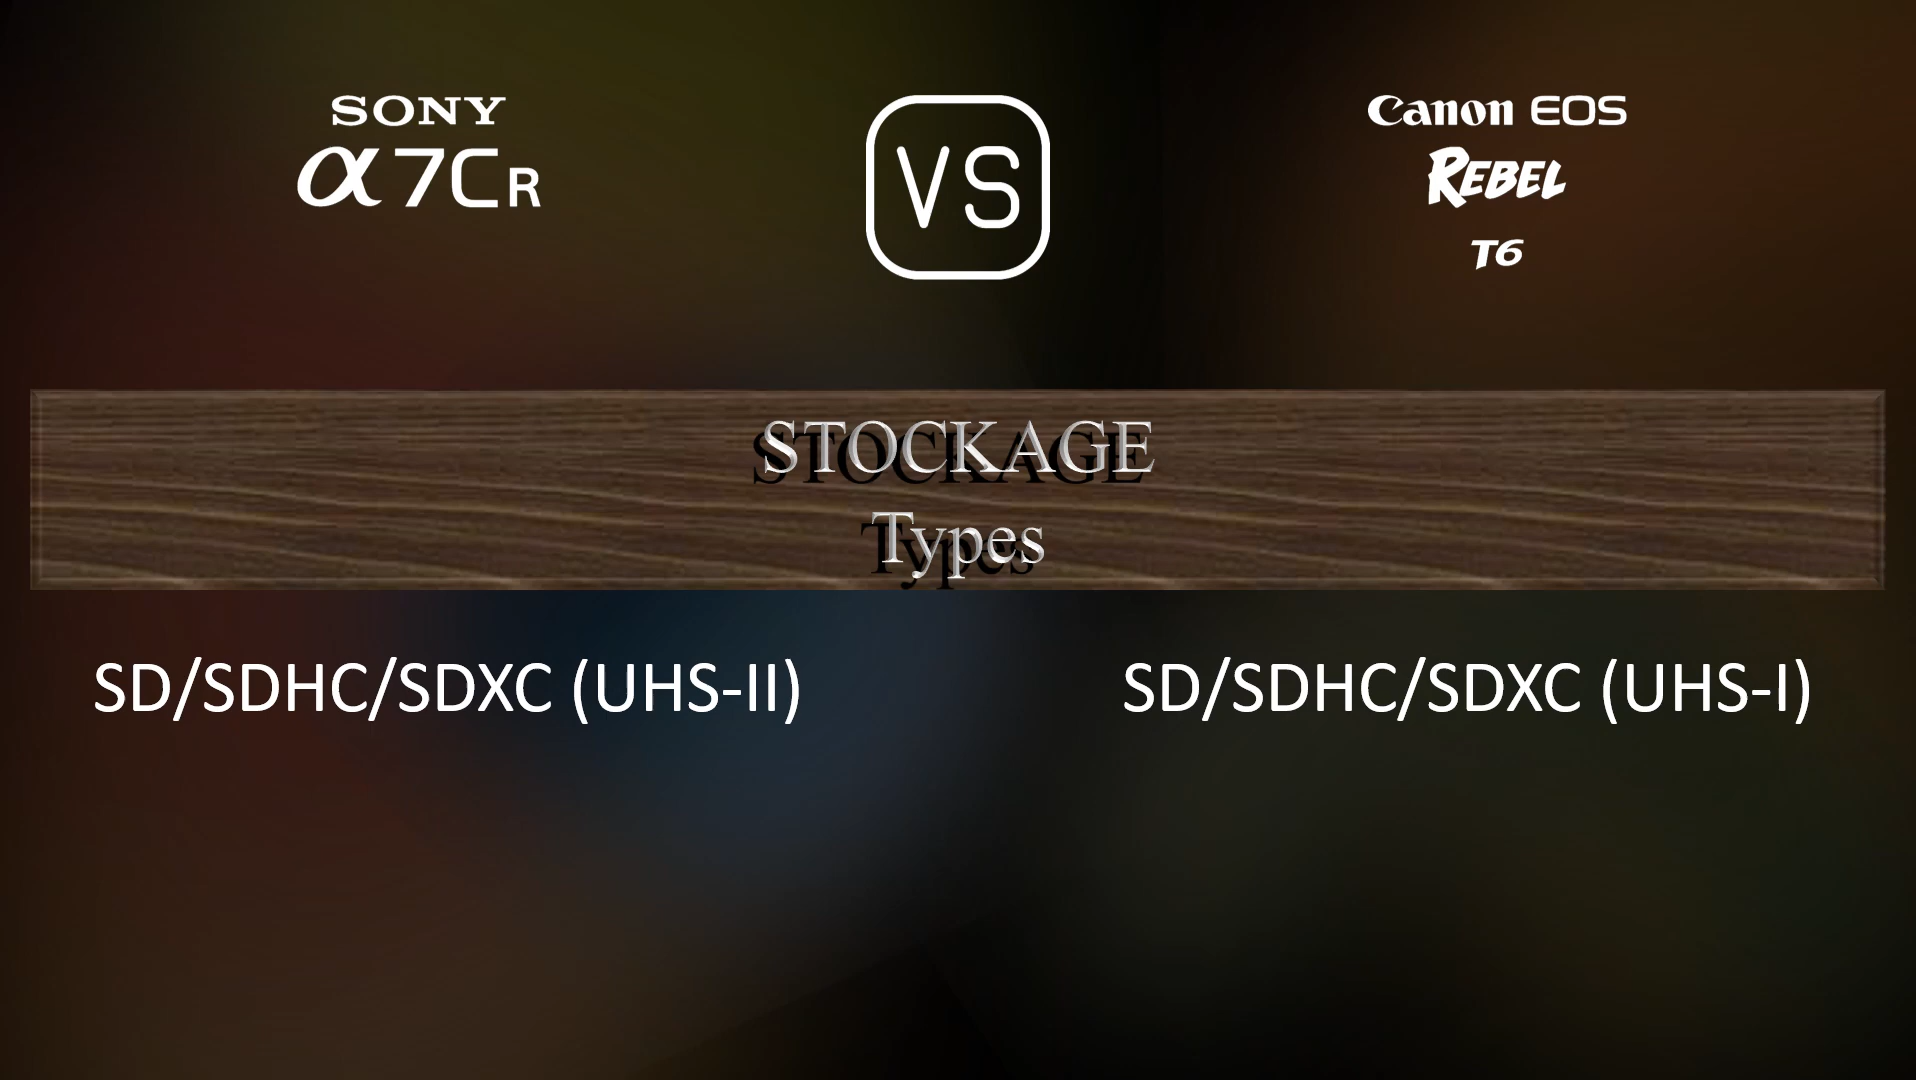 SONY
α7CR
VS
Canon EOS
REBEL
T6
STOCKAGE
Types
SD/SDHC/SDXC (UHS-II)
SD/SDHC/SDXC (UHS-I)